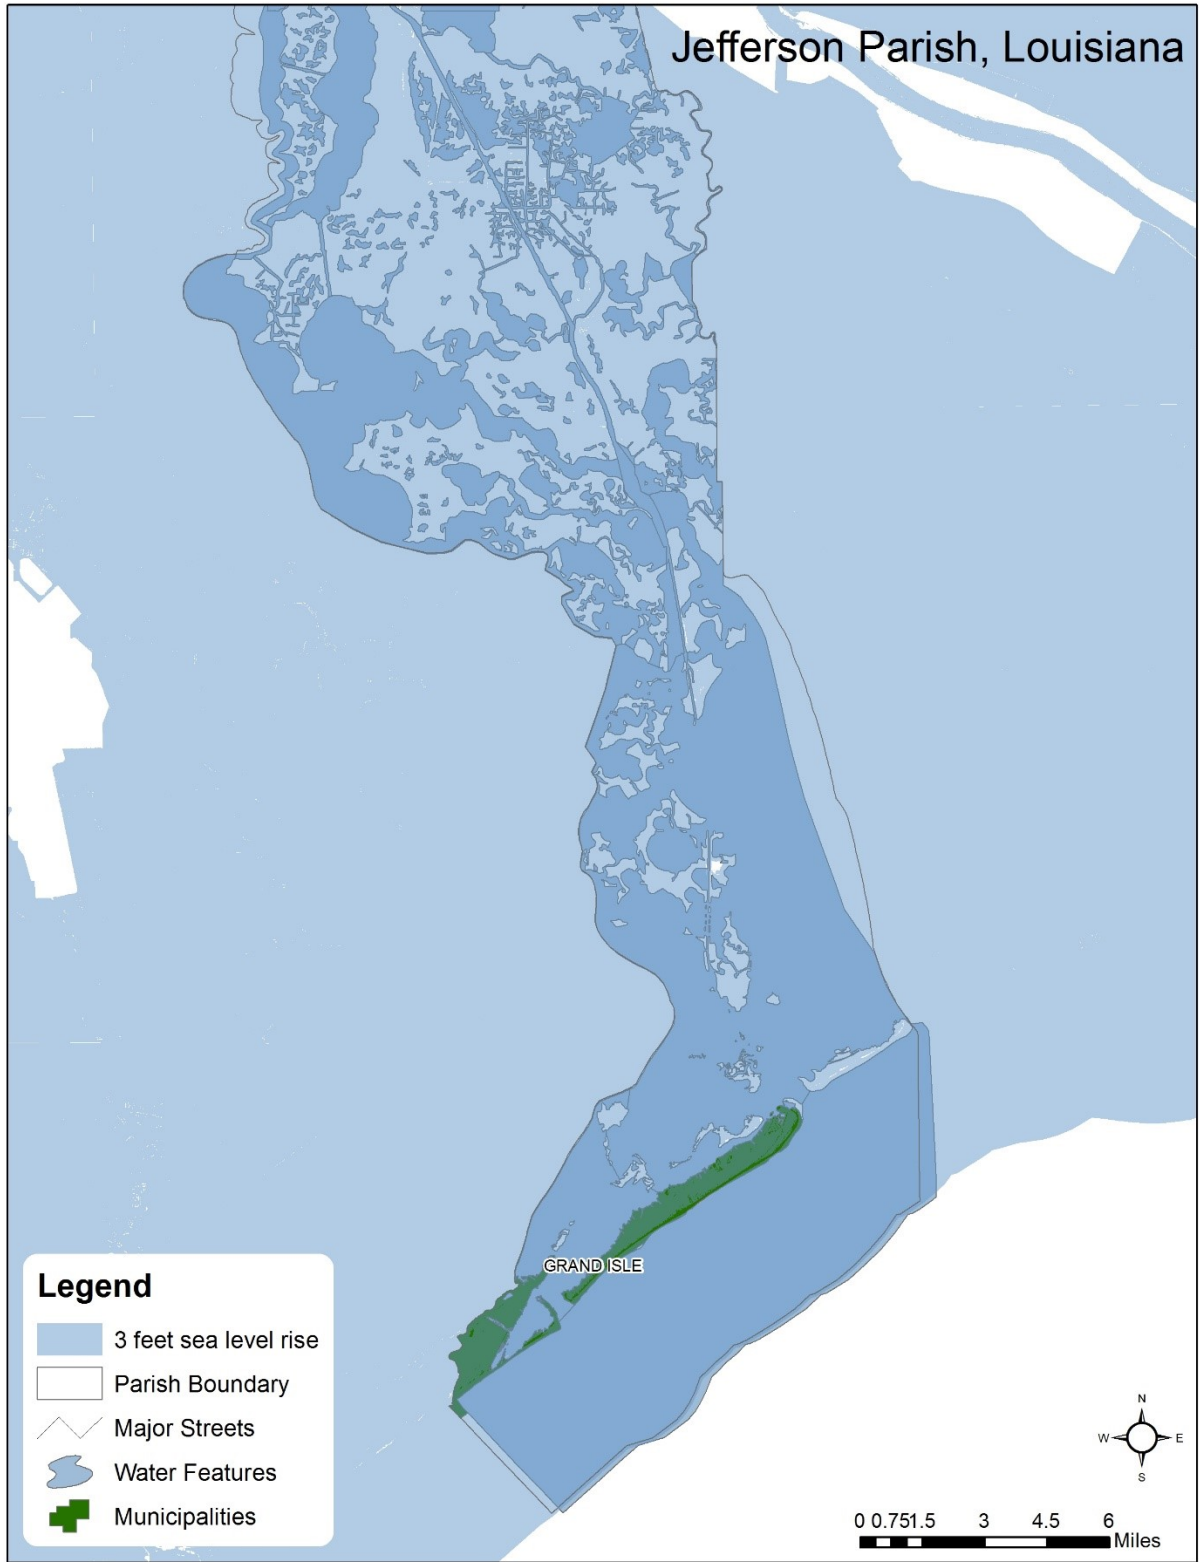 Jefferson Parish, Louisiana
GRAND ISLE
Legend
3 feet sea level rise
Parish Boundary
Major Streets
Water Features
Municipalities
N
W E
S
0 0.751.5 3 4.5 6
Miles